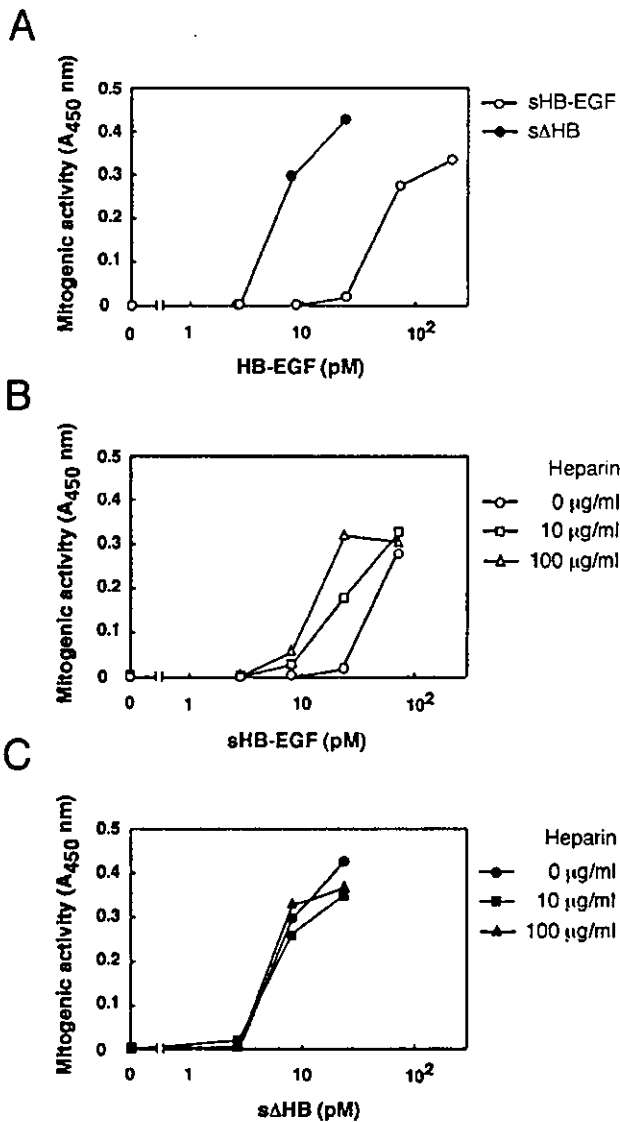 A
Mitogenic activity (A450 nm)
0.5
0.4
0.3
0.2
0.1
0
0 1 10 10²
HB-EGF (pM)
sHB-EGF
sΔHB
B
Mitogenic activity (A450 nm)
0.5
0.4
0.3
0.2
0.1
0
0 1 10 10²
sHB-EGF (pM)
Heparin
0 µg/ml
10 µg/ml
100 µg/ml
C
Mitogenic activity (A450 nm)
0.5
0.4
0.3
0.2
0.1
0
0 1 10 10²
sΔHB (pM)
Heparin
0 µg/ml
10 µg/ml
100 µg/ml